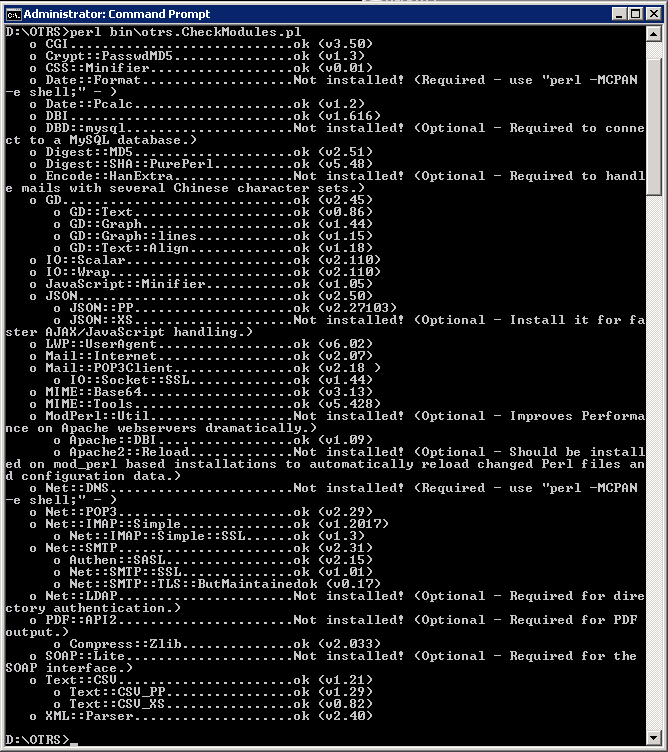 Administrator: Command Prompt
D:\OTRS>perl bin\otrs.CheckModules.pl
   o CGI..............................ok (v3.50)
   o Crypt::PasswdMD5.................ok (v1.3)
   o CSS::Minifier....................ok (v0.01)
   o Date::Format.....................Not installed! (Required - use "perl -MCPAN
-e shell;" - )
   o Date::Pcalc......................ok (v1.2)
   o DBI..............................ok (v1.616)
   o DBD::mysql.......................Not installed! (Optional - Required to conne
ct to a MySQL database.)
   o Digest::MD5......................ok (v2.51)
   o Digest::SHA::PurePerl............ok (v5.48)
   o Encode::HanExtra.................Not installed! (Optional - Required to handl
e mails with several Chinese character sets.)
   o GD...............................ok (v2.45)
      o GD::Text......................ok (v0.86)
      o GD::Graph.....................ok (v1.44)
      o GD::Graph::lines..............ok (v1.15)
      o GD::Text::Align...............ok (v1.18)
   o IO::Scalar.......................ok (v2.110)
   o IO::Wrap.........................ok (v2.110)
   o JavaScript::Minifier.............ok (v1.05)
   o JSON.............................ok (v2.50)
      o JSON::PP......................ok (v2.27103)
      o JSON::XS......................Not installed! (Optional - Install it for fa
ster AJAX/JavaScript handling.)
   o LWP::UserAgent...................ok (v6.02)
   o Mail::Internet...................ok (v2.07)
   o Mail::POP3Client.................ok (v2.18 )
      o IO::Socket::SSL...............ok (v1.44)
   o MIME::Base64.....................ok (v3.13)
   o MIME::Tools......................ok (v5.428)
   o ModPerl::Util....................Not installed! (Optional - Improves Performa
nce on Apache webservers dramatically.)
      o Apache::DBI...................ok (v1.09)
      o Apache2::Reload...............Not installed! (Optional - Should be install
ed on mod_perl based installations to automatically reload changed Perl files an
d configuration data.)
   o Net::DNS.........................Not installed! (Required - use "perl -MCPAN
-e shell;" - )
   o Net::POP3........................ok (v2.29)
   o Net::IMAP::Simple................ok (v1.2017)
      o Net::IMAP::Simple::SSL........ok (v1.3)
   o Net::SMTP........................ok (v2.31)
      o Authen::SASL..................ok (v2.15)
      o Net::SMTP::SSL................ok (v1.01)
      o Net::SMTP::TLS::ButMaintainedok (v0.17)
   o Net::LDAP........................Not installed! (Optional - Required for dire
ctory authentication.)
   o PDF::API2........................Not installed! (Optional - Required for PDF
output.)
      o Compress::Zlib................ok (v2.033)
   o SOAP::Lite.......................Not installed! (Optional - Required for the
SOAP interface.)
   o Text::CSV........................ok (v1.21)
      o Text::CSV_PP..................ok (v1.29)
      o Text::CSV_XS..................ok (v0.82)
   o XML::Parser......................ok (v2.40)
D:\OTRS>_